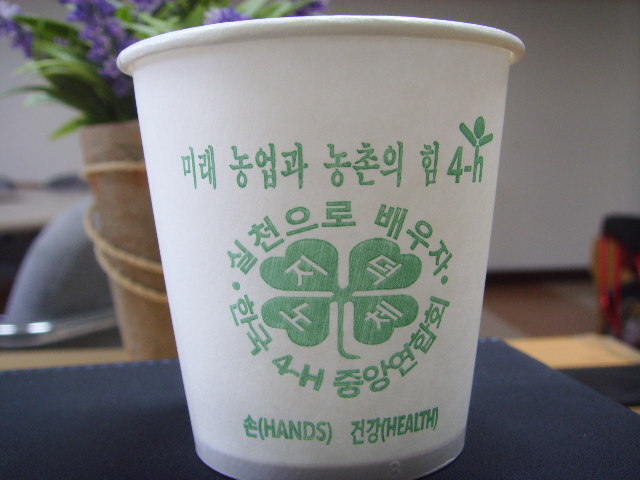 미래 농업과 농촌의 힘 4-h
· 실천으로 배우자 ·
지 덕
노 체
한국 4-H 중앙연합회
손(HANDS) 건강(HEALTH)